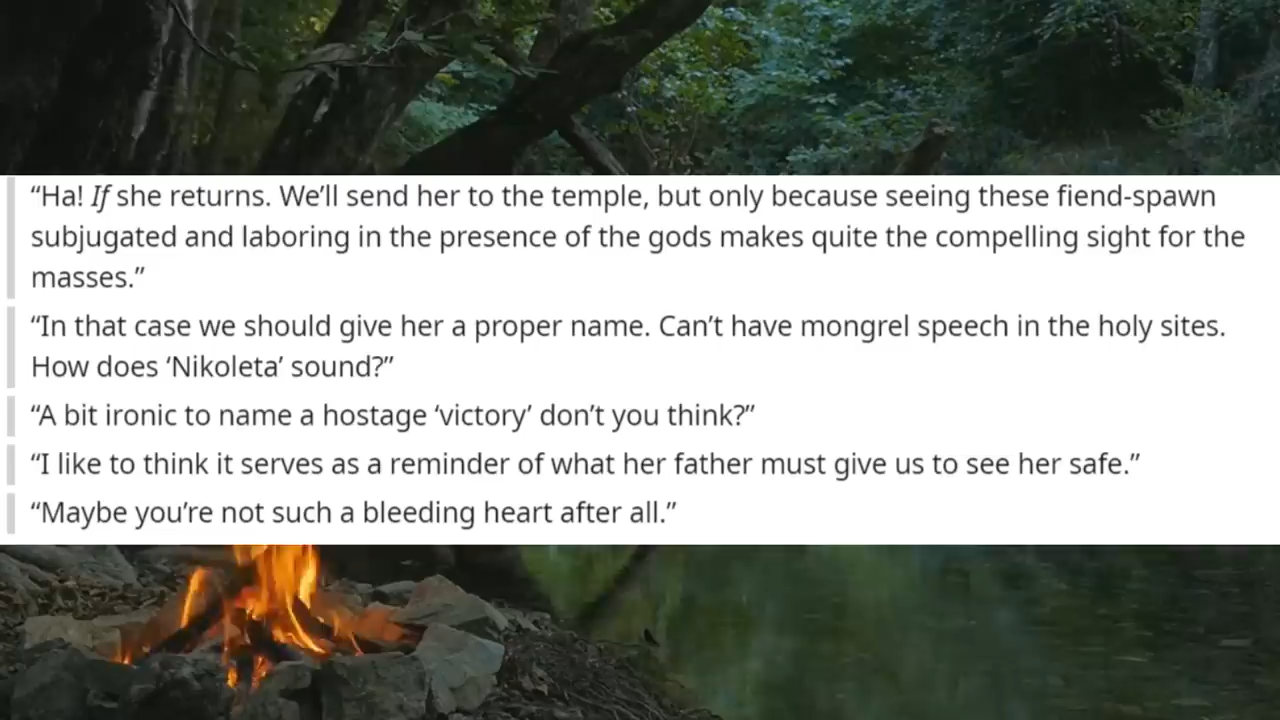 “Ha! If she returns. We’ll send her to the temple, but only because seeing these fiend-spawn
subjugated and laboring in the presence of the gods makes quite the compelling sight for the
masses.”
“In that case we should give her a proper name. Can’t have mongrel speech in the holy sites.
How does ‘Nikoleta’ sound?”
“A bit ironic to name a hostage ‘victory’ don’t you think?”
“I like to think it serves as a reminder of what her father must give us to see her safe.”
“Maybe you’re not such a bleeding heart after all.”